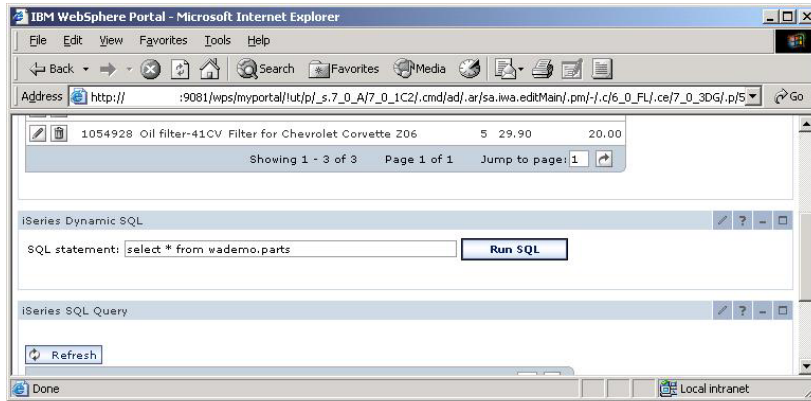 IBM WebSphere Portal - Microsoft Internet Explorer
File Edit View Favorites Tools Help
Back Search Favorites Media
Address http:// :9081/wps/myportal/!ut/p/_s.7_0_A/7_0_1C2/.cmd/ad/.ar/sa.iwa.editMain/.pm/-/.c/6_0_FL/.ce/7_0_3DG/.p/5 Go
1054928 Oil filter-41CV Filter for Chevrolet Corvette Z06 5 29.90 20.00
Showing 1 - 3 of 3 Page 1 of 1 Jump to page: 1
iSeries Dynamic SQL ?
SQL statement: select * from wademo.parts Run SQL
iSeries SQL Query ?
Refresh
Done Local intranet